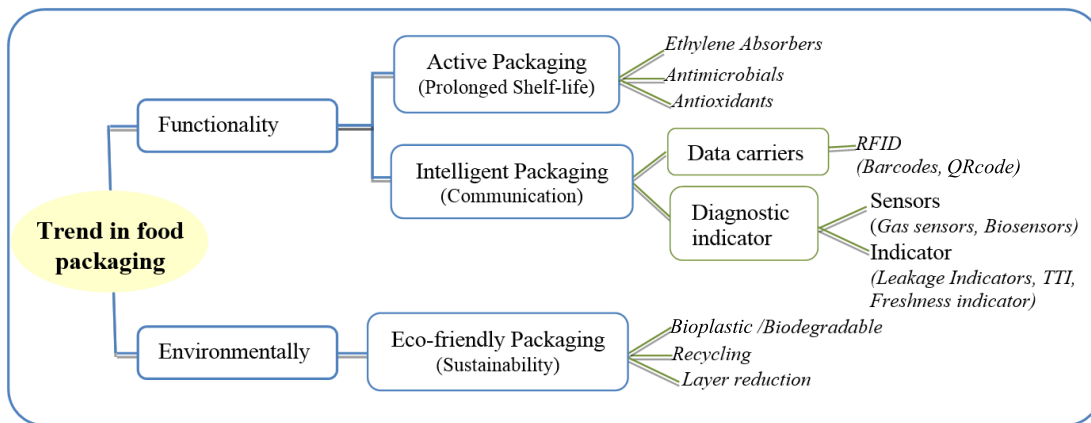 Trend in food
packaging
Functionality
Active Packaging
(Prolonged Shelf-life)
Ethylene Absorbers
Antimicrobials
Antioxidants
Intelligent Packaging
(Communication)
Data carriers
RFID
(Barcodes, QRcode)
Diagnostic
indicator
Sensors
(Gas sensors, Biosensors)
Indicator
(Leakage Indicators, TTI,
Freshness indicator)
Environmentally
Eco-friendly Packaging
(Sustainability)
Bioplastic /Biodegradable
Recycling
Layer reduction